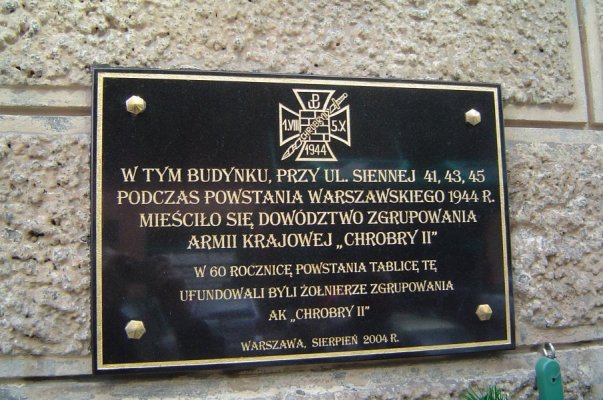 1.VIII 5.X
1944
W TYM BUDYNKU, PRZY UL. SIENNEJ 41, 43, 45
PODCZAS POWSTANIA WARSZAWSKIEGO 1944 R.
MIEŚCIŁO SIĘ DOWÓDZTWO ZGRUPOWANIA
ARMII KRAJOWEJ „CHROBRY II”
W 60 ROCZNICĘ POWSTANIA TABLICĘ TĘ
UFUNDOWALI BYLI ŻOŁNIERZE ZGRUPOWANIA
AK „CHROBRY II”
WARSZAWA, SIERPIEŃ 2004 R.